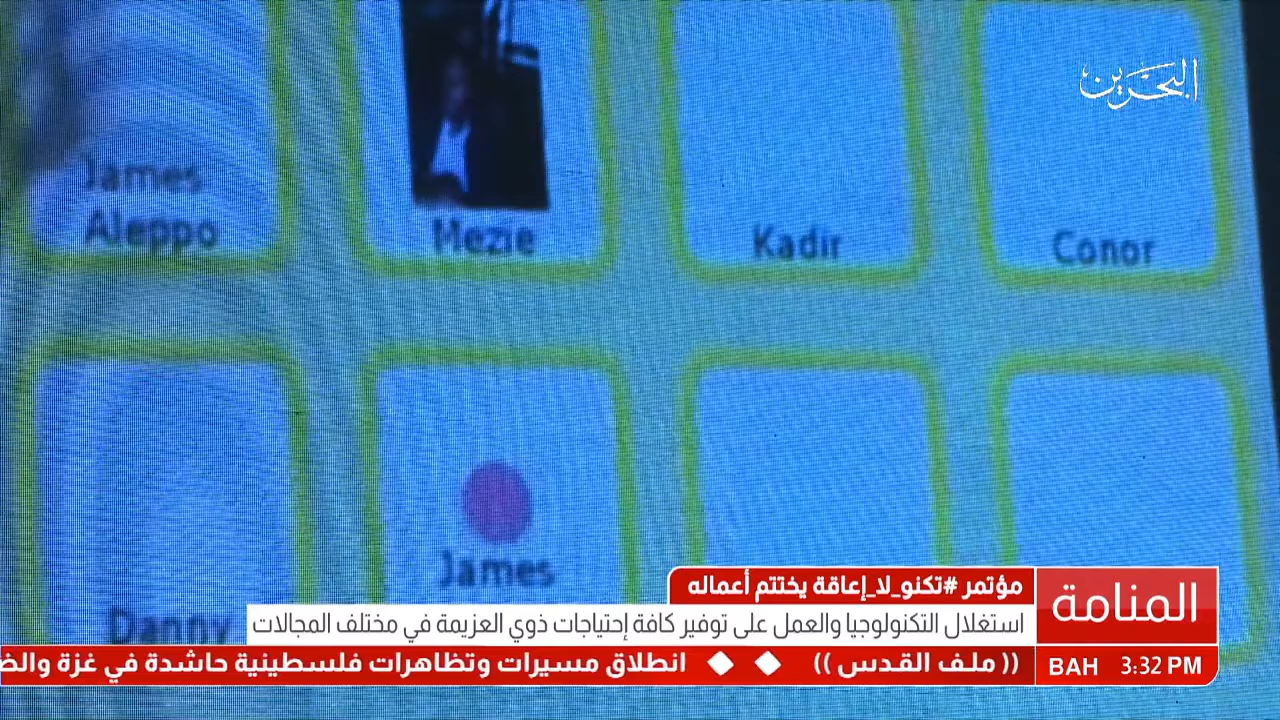 البحرين
James
Aleppo
Mezie
Kadir
Conor
James
Danny
مؤتمر #تكنو_لا_إعاقة يختتم أعماله
المنامة
استغلال التكنولوجيا والعمل على توفير كافة إحتياجات ذوي العزيمة في مختلف المجالات
(( ملف القدس )) ◆ ◆ انطلاق مسيرات وتظاهرات فلسطينية حاشدة في غزة
BAH 3:32 PM